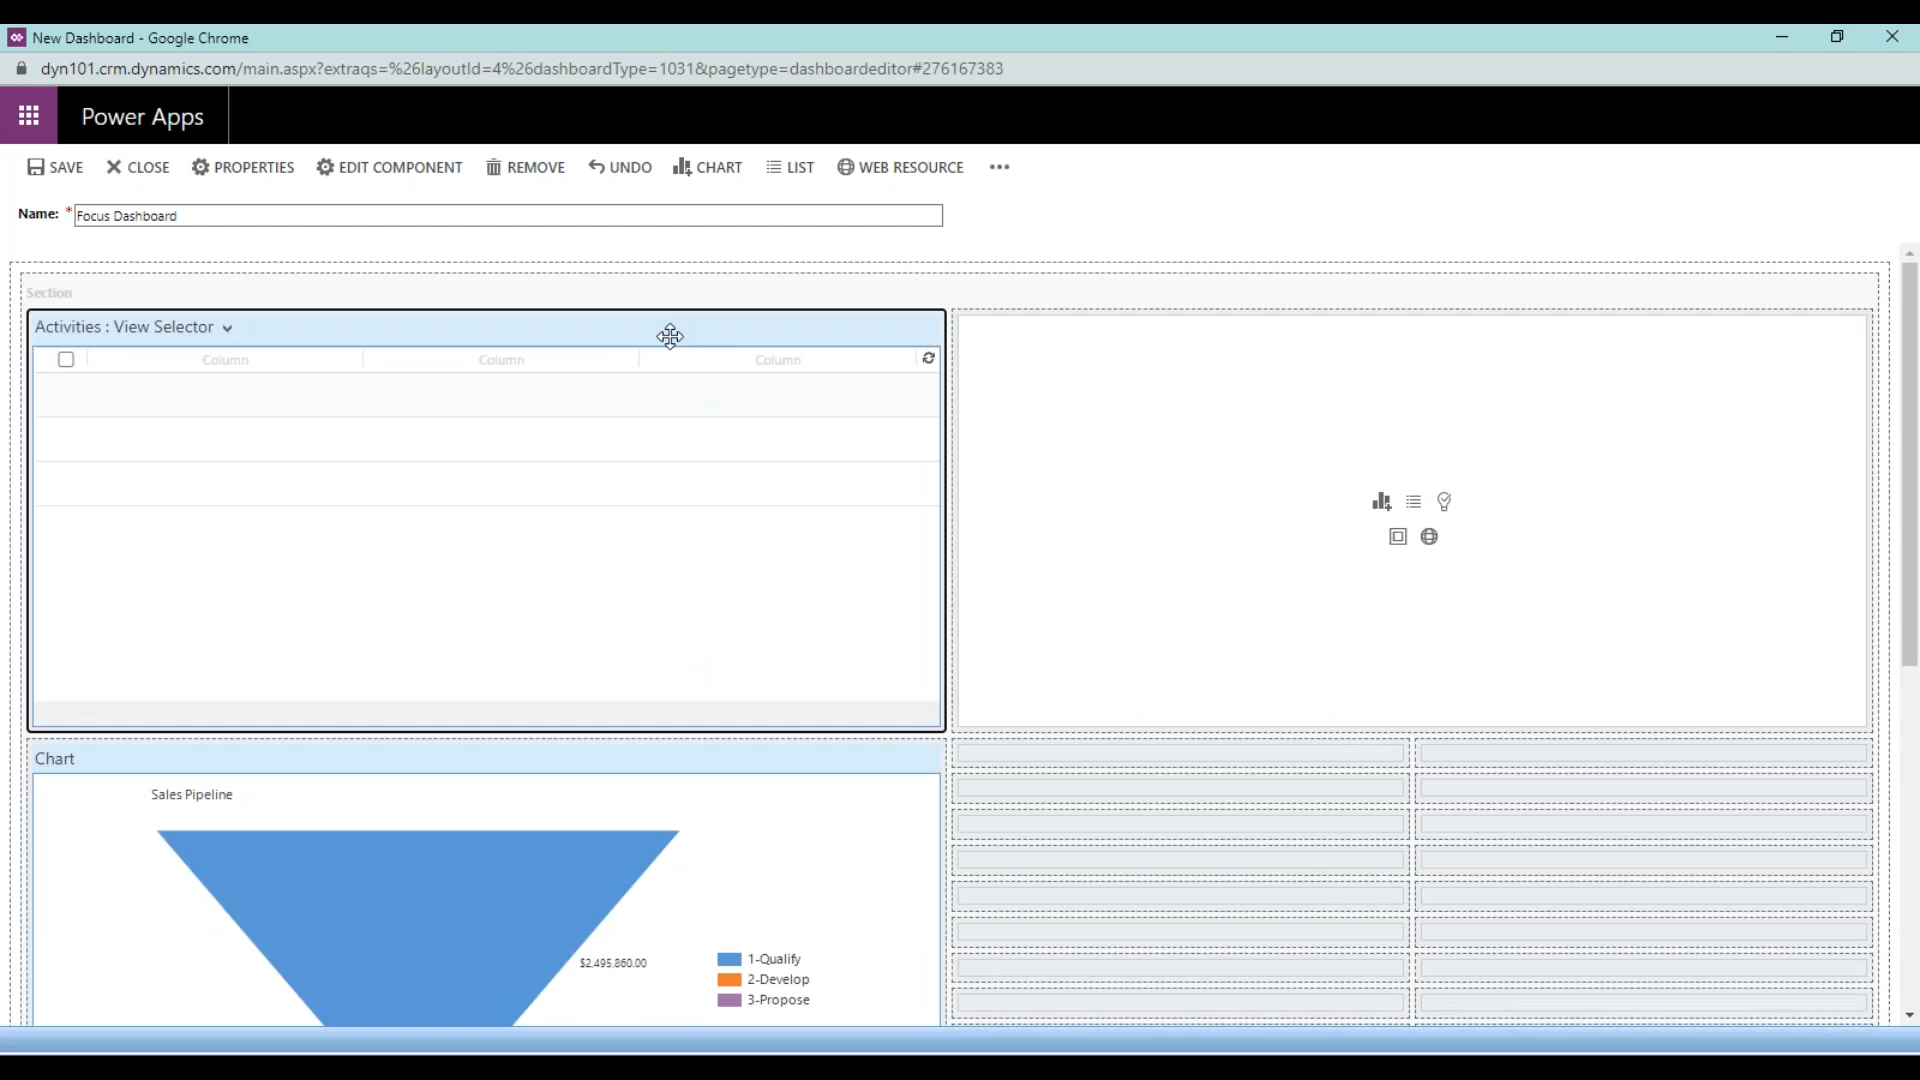 New Dashboard - Google Chrome
dyn101.crm.dynamics.com/main.aspx?extraqs=%26layoutId=4%26dashboardType=1031&pagetype=dashboardeditor#276167383
Power Apps
SAVE CLOSE PROPERTIES EDIT COMPONENT REMOVE UNDO CHART LIST WEB RESOURCE •••
Name: * Focus Dashboard
Section
Activities : View Selector
Column Column Column
Chart
Sales Pipeline
$2,495,860.00
1-Qualify
2-Develop
3-Propose